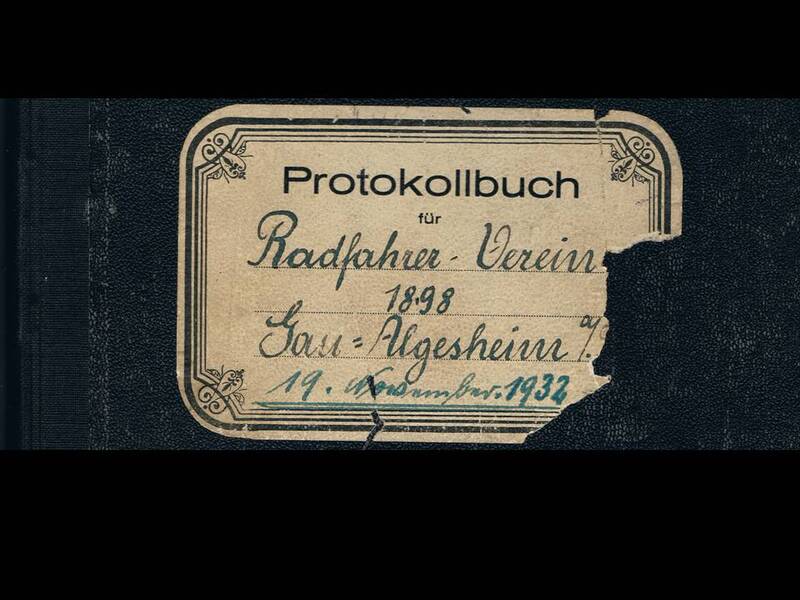 Protokollbuch
für
Radfahrer-Verein
1898
Gau=Algesheim a/
19. November.1932